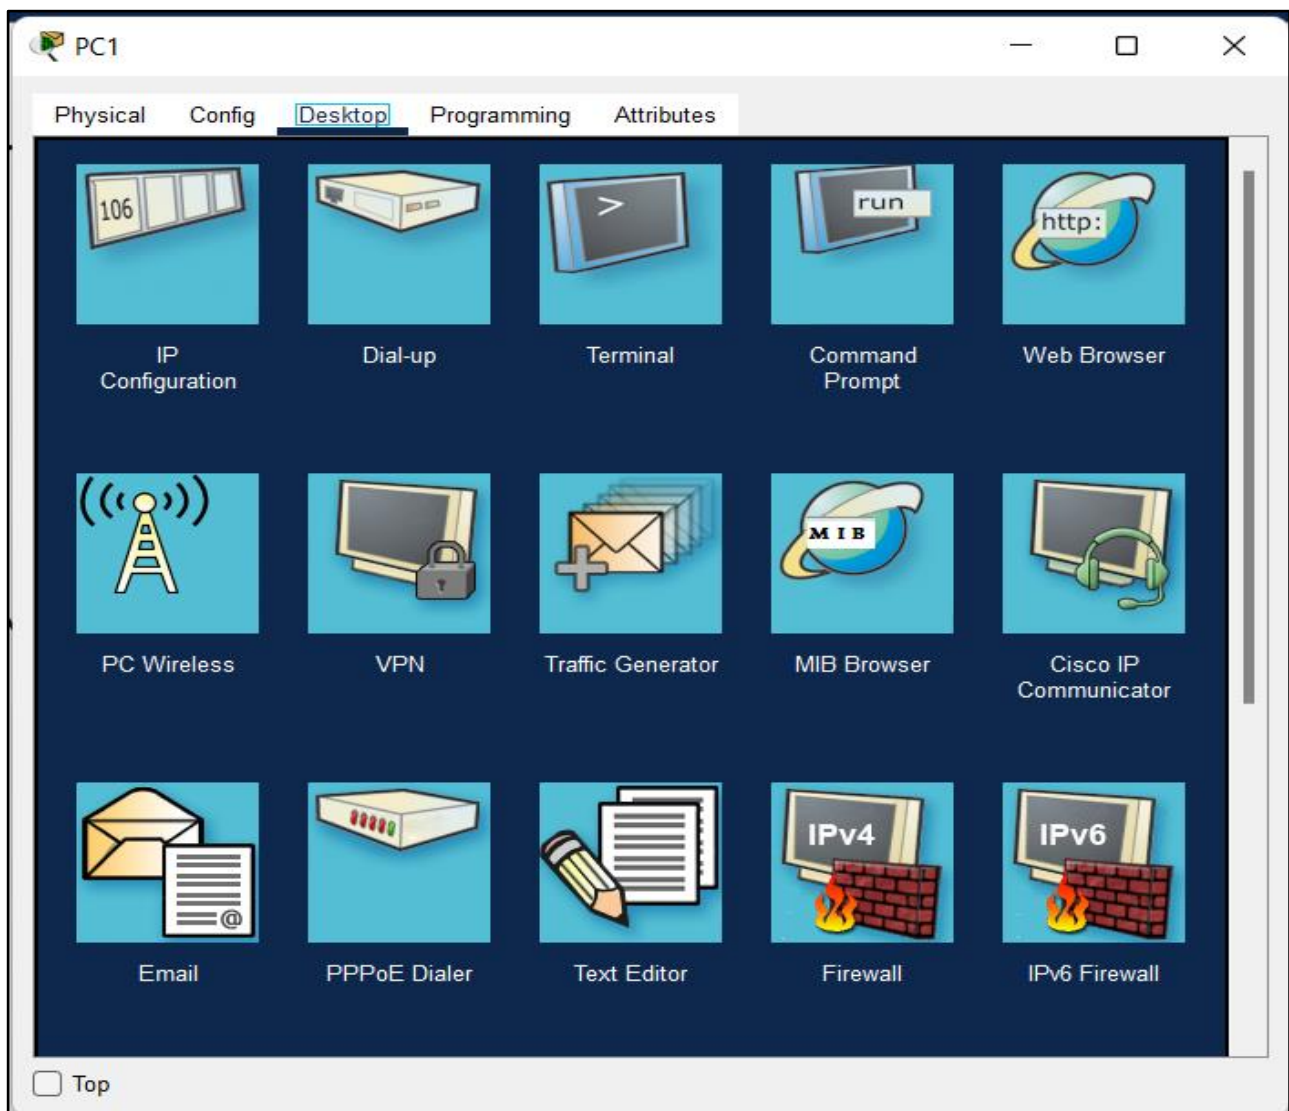 PC1
Physical Config Desktop Programming Attributes
106
>
run
http:
IP
Configuration
Dial-up
Terminal
Command
Prompt
Web Browser
MIB
PC Wireless
VPN
Traffic Generator
MIB Browser
Cisco IP
Communicator
@
IPv4
IPv6
Email
PPPoE Dialer
Text Editor
Firewall
IPv6 Firewall
Top